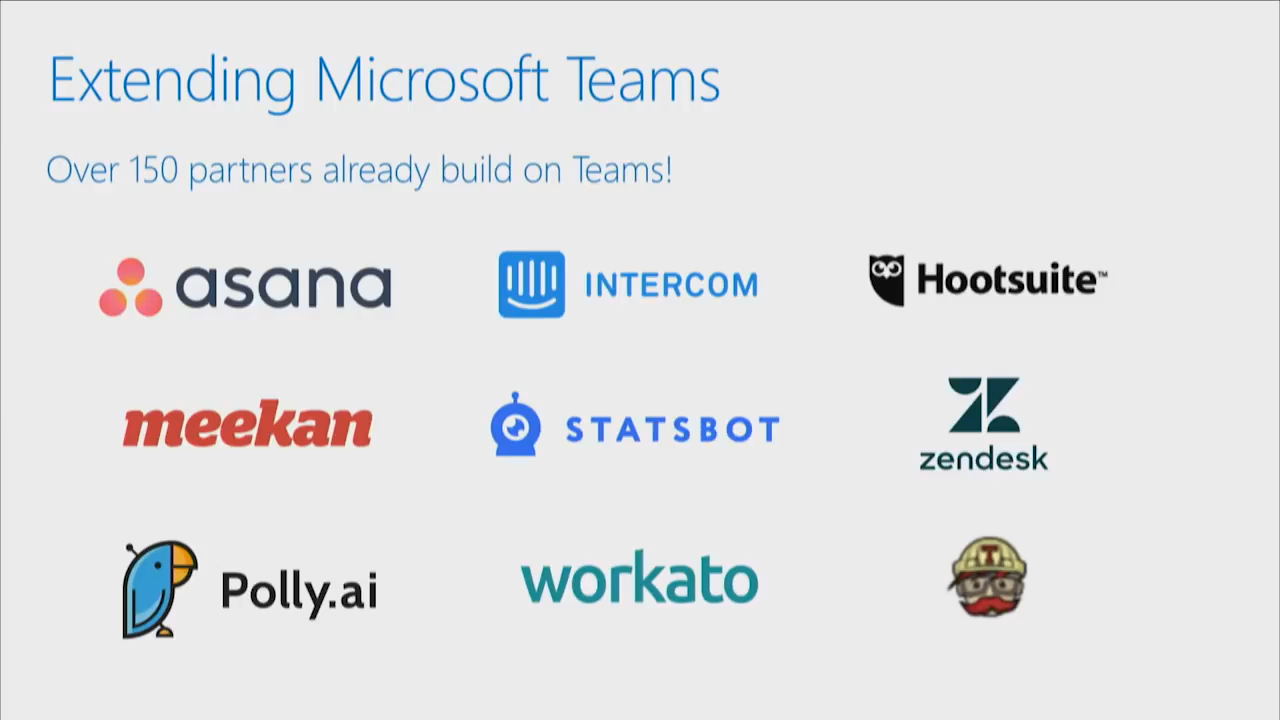 Extending Microsoft Teams
Over 150 partners already build on Teams!
asana
INTERCOM
Hootsuite™
meekan
STATSBOT
zendesk
Polly.ai
workato
T